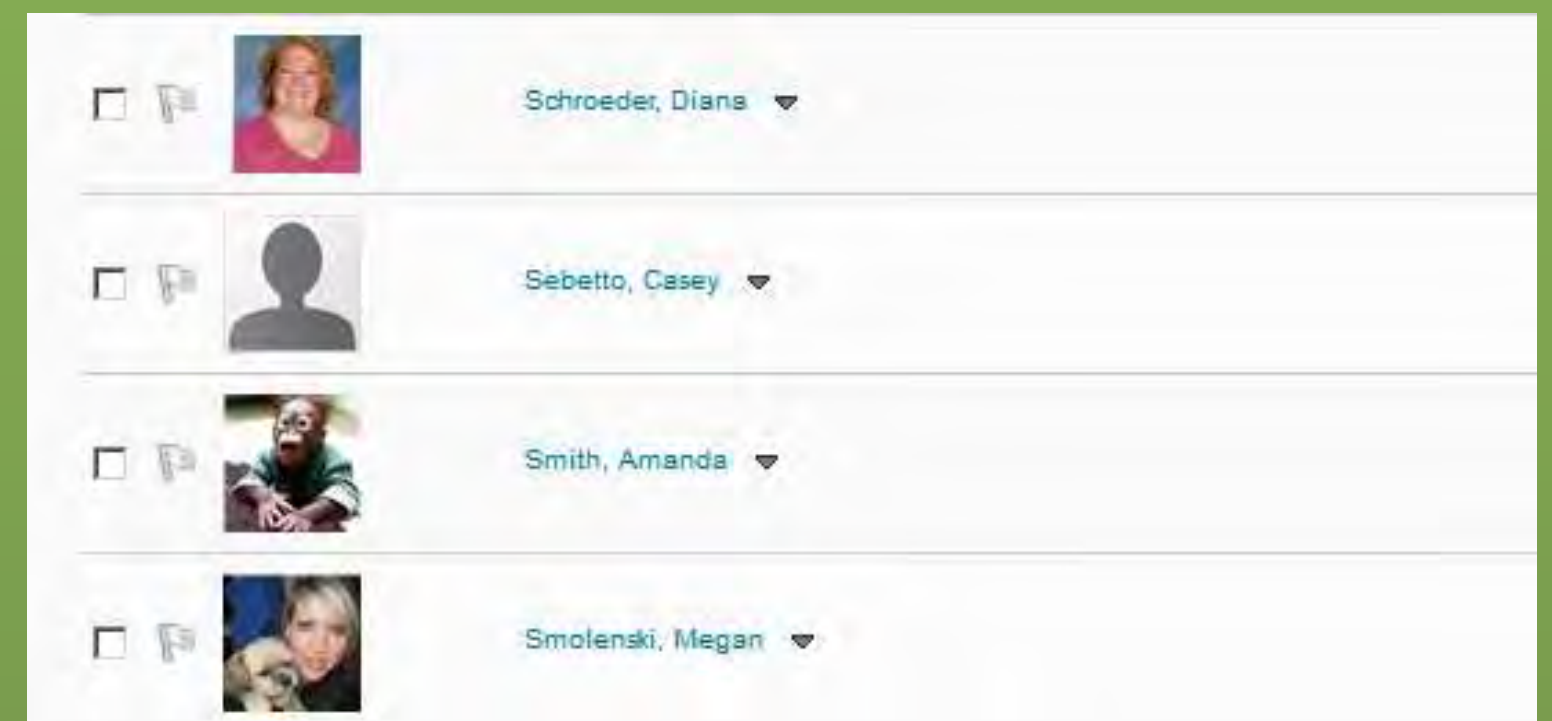 Schroeder, Diana
Sebetto, Casey
Smith, Amanda
Smolenski, Megan